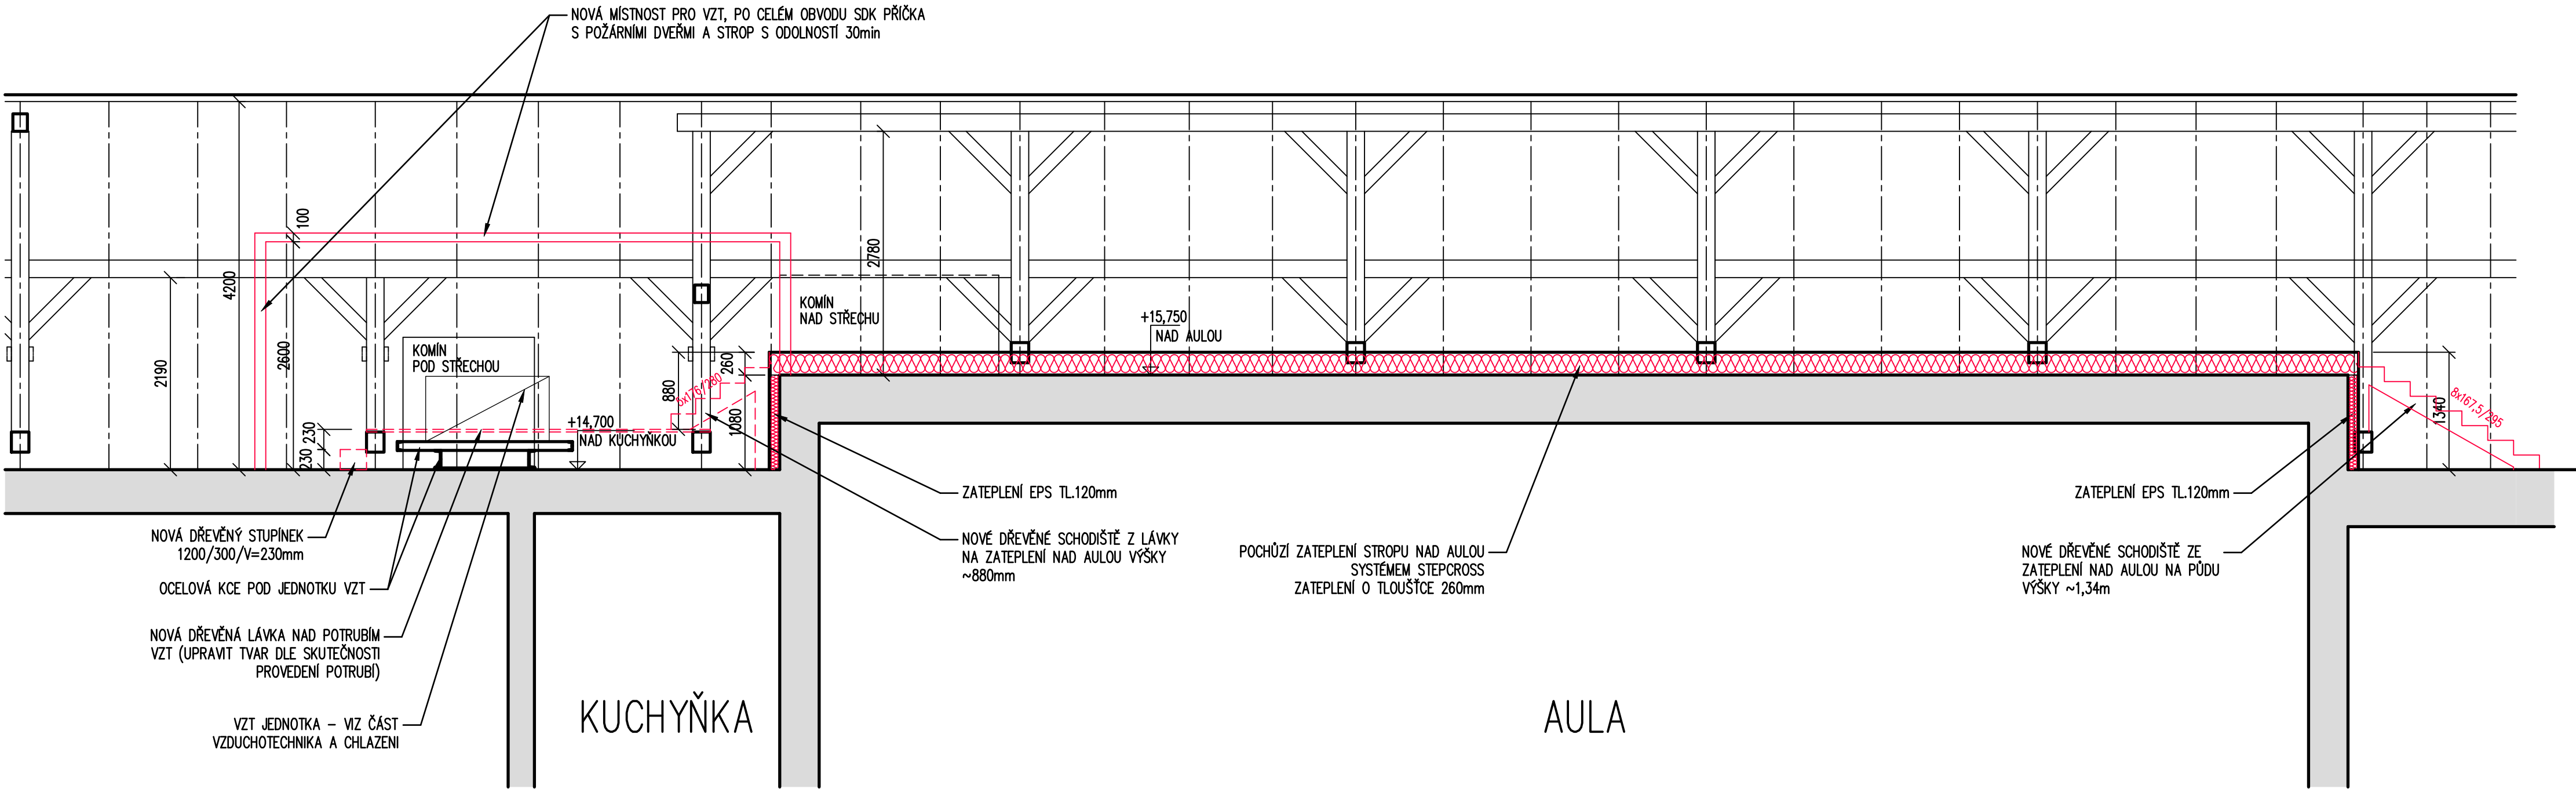 NOVÁ MÍSTNOST PRO VZT, PO CELÉM OBVODU SDK PŘÍČKA
S POŽÁRNÍMI DVEŘMI A STROP S ODOLNOSTÍ 30min
100
4200
2780
2600
2190
KOMÍN
NAD STŘECHU
+15,750
NAD AULOU
KOMÍN
POD STŘECHOU
260
880
5x176/280
1080
+14,700
NAD KUCHYŇKOU
230
230
1340
8x167,5/295
ZATEPLENÍ EPS TL.120mm
ZATEPLENÍ EPS TL.120mm
NOVÁ DŘEVĚNÝ STUPÍNEK
1200/300/V=230mm
NOVÉ DŘEVĚNÉ SCHODIŠTĚ Z LÁVKY
NA ZATEPLENÍ NAD AULOU VÝŠKY
~880mm
POCHŮZÍ ZATEPLENÍ STROPU NAD AULOU
SYSTÉMEM STEPCROSS
ZATEPLENÍ O TLOUŠŤCE 260mm
NOVÉ DŘEVĚNÉ SCHODIŠTĚ ZE
ZATEPLENÍ NAD AULOU NA PŮDU
VÝŠKY ~1,34m
OCELOVÁ KCE POD JEDNOTKU VZT
NOVÁ DŘEVĚNÁ LÁVKA NAD POTRUBÍM
VZT (UPRAVIT TVAR DLE SKUTEČNOSTI
PROVEDENÍ POTRUBÍ)
VZT JEDNOTKA – VIZ ČÁST
VZDUCHOTECHNIKA A CHLAZENI
KUCHYŇKA
AULA